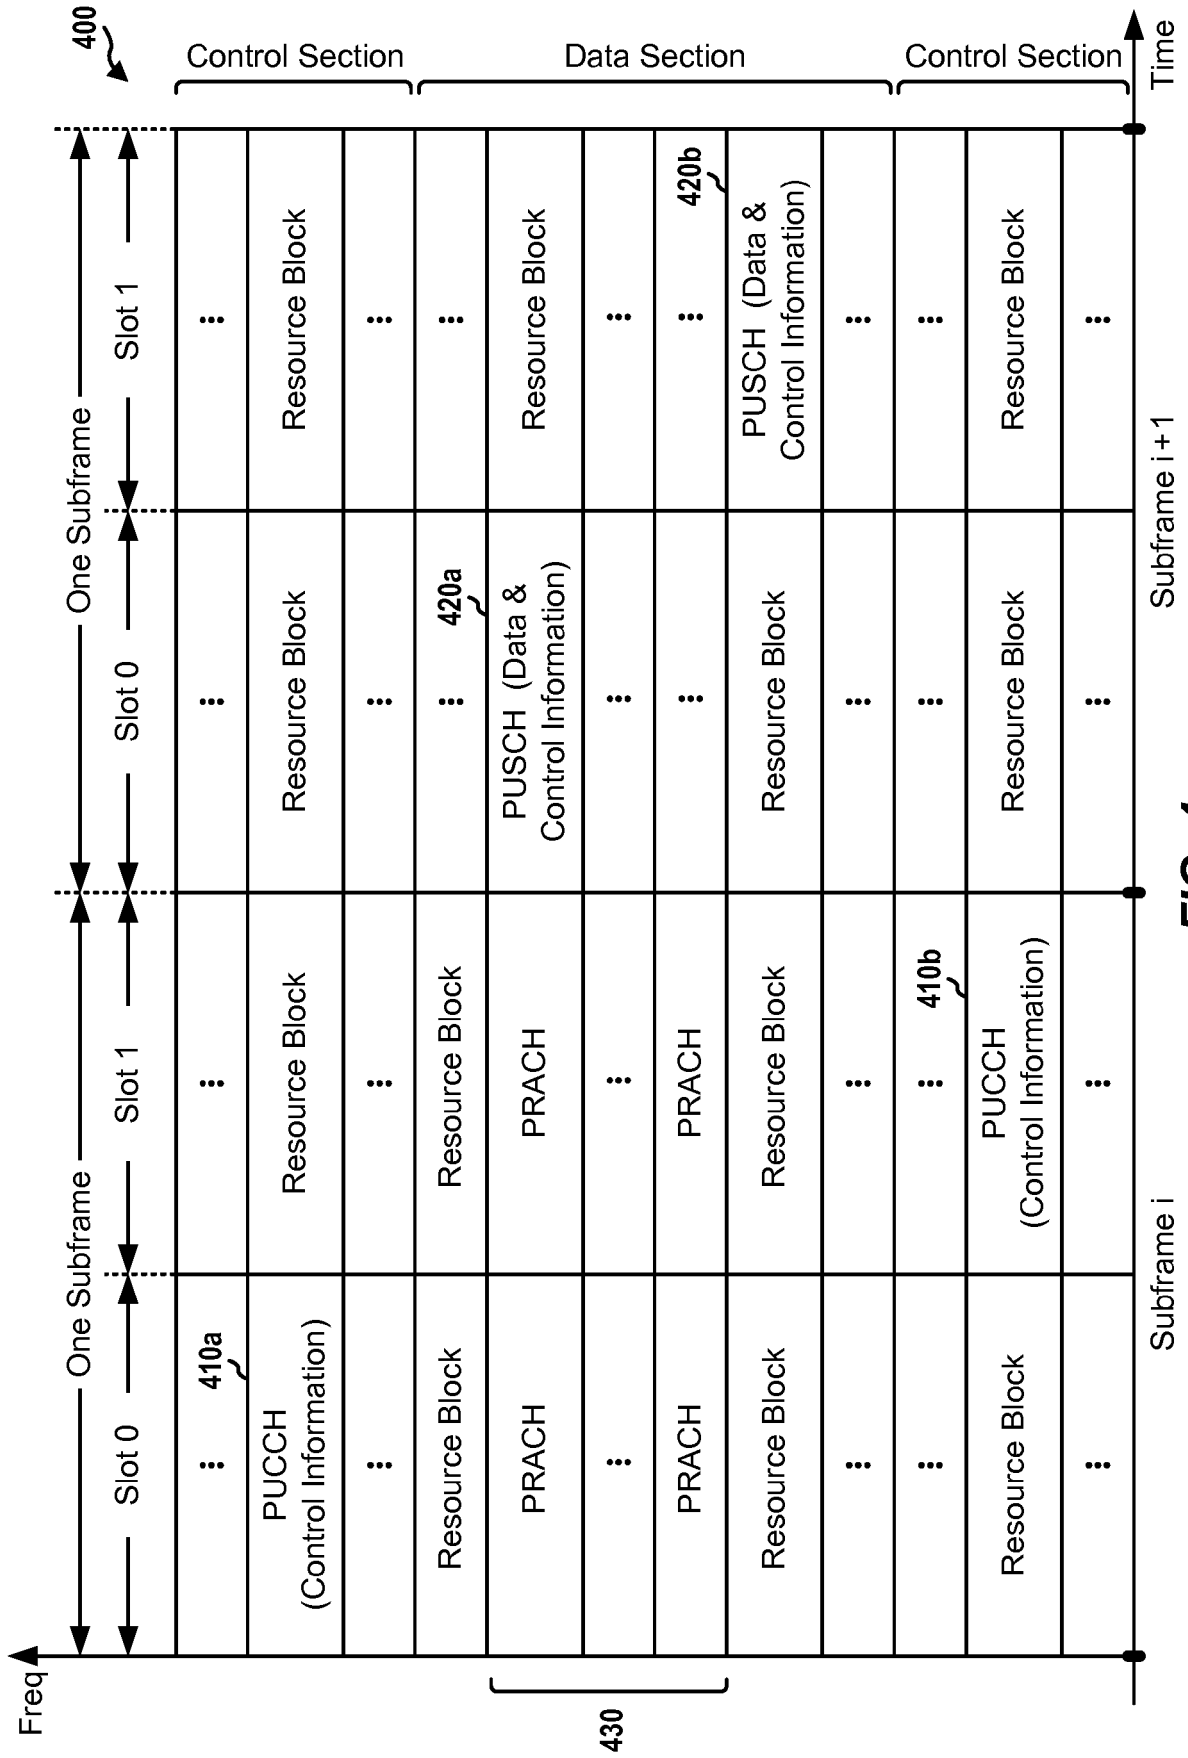 Freq
400
One Subframe
One Subframe
Slot 0
Slot 1
Slot 0
Slot 1
... ... ... ...
410a
PUCCH
(Control Information)
Resource Block
Resource Block
Resource Block
Control Section
... ... ... ...
Resource Block
Resource Block
...
...
420a
430
PRACH
PRACH
PUSCH (Data &
Control Information)
Resource Block
... ... ... ...
Data Section
PRACH
PRACH
...
...
420b
Resource Block
Resource Block
Resource Block
PUSCH (Data &
Control Information)
... ... ... ...
... ... ... ...
410b
Resource Block
PUCCH
(Control Information)
Resource Block
Resource Block
Control Section
... ... ... ...
Subframe i
Subframe i + 1
Time